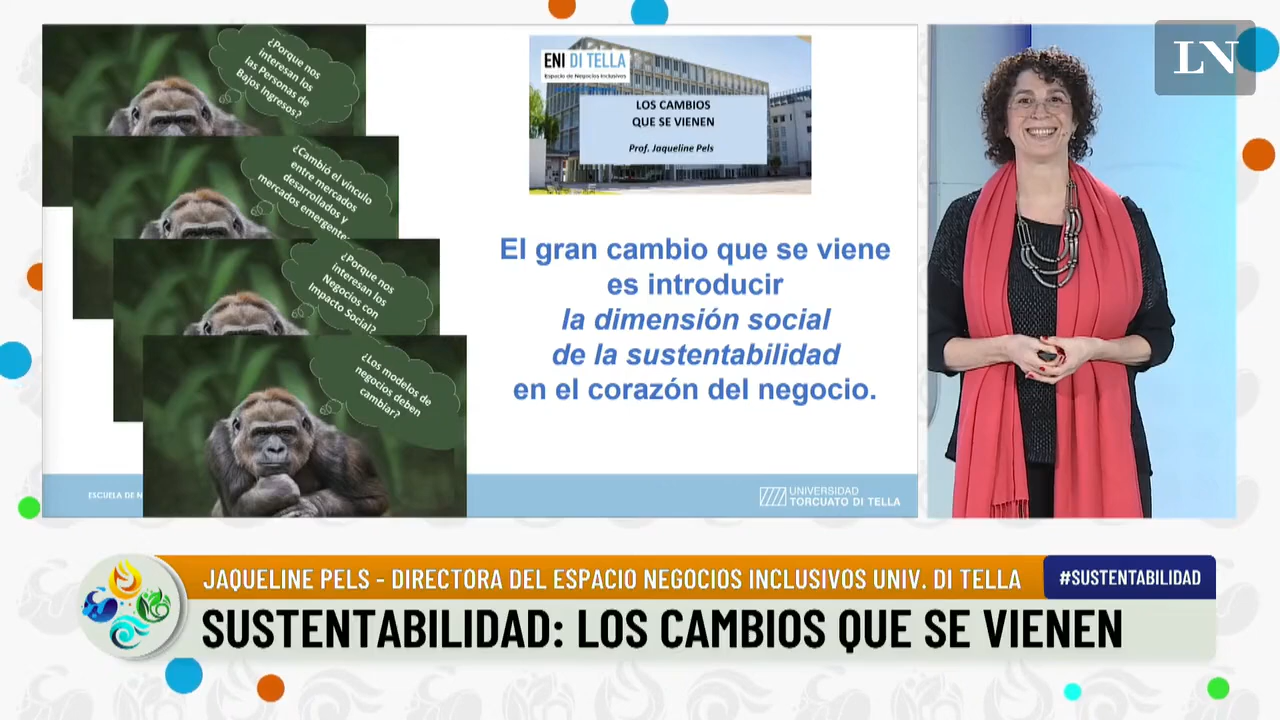 ¿Porque nos
interesan los
las Personas de
Bajos Ingresos?
¿Cambió el vínculo
entre mercados
desarrollados y
mercados emergente
¿Porque nos
interesan los
Negocios con
Impacto Social?
¿Los modelos de
negocios deben
cambiar?
ENI DI TELLA
Espacio de Negocios Inclusivos
LOS CAMBIOS
QUE SE VIENEN
Prof. Jaqueline Pels
El gran cambio que se viene
es introducir
la dimensión social
de la sustentabilidad
en el corazón del negocio.
ESCUELA DE N
UNIVERSIDAD
TORCUATO DI TELLA
LN
JAQUELINE PELS - DIRECTORA DEL ESPACIO NEGOCIOS INCLUSIVOS UNIV. DI TELLA
#SUSTENTABILIDAD
SUSTENTABILIDAD: LOS CAMBIOS QUE SE VIENEN